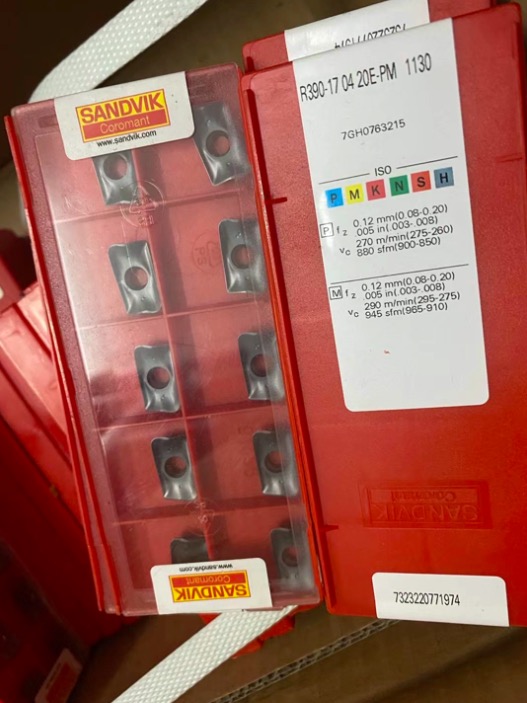 SANDVIK
Coromant
www.sandvik.com
R390-17 04 20E-PM 1130
7GH0763215
ISO
P M K N S H
P fz 0.12 mm(0.08-0.20)
.005 in(.003-.008)
vc 270 m/min(275-260)
880 sfm(900-850)
M fz 0.12 mm(0.08-0.20)
.005 in(.003-.008)
vc 290 m/min(295-275)
945 sfm(965-910)
SANDVIK
Coromant
www.sandvik.com
SANDVIK
Coromant
7323220771974